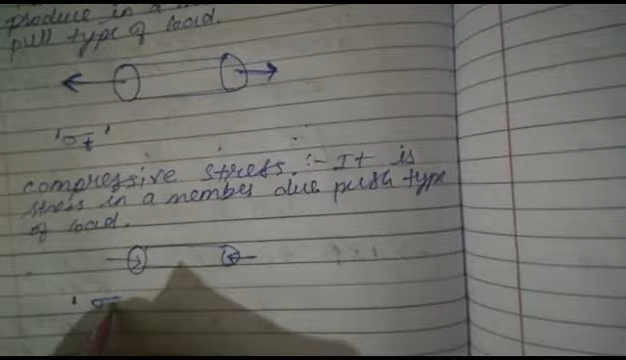 produce in a
pull type of load.
'σt'
compressive stress :- It is
stress in a member due push type
of load.
' σ